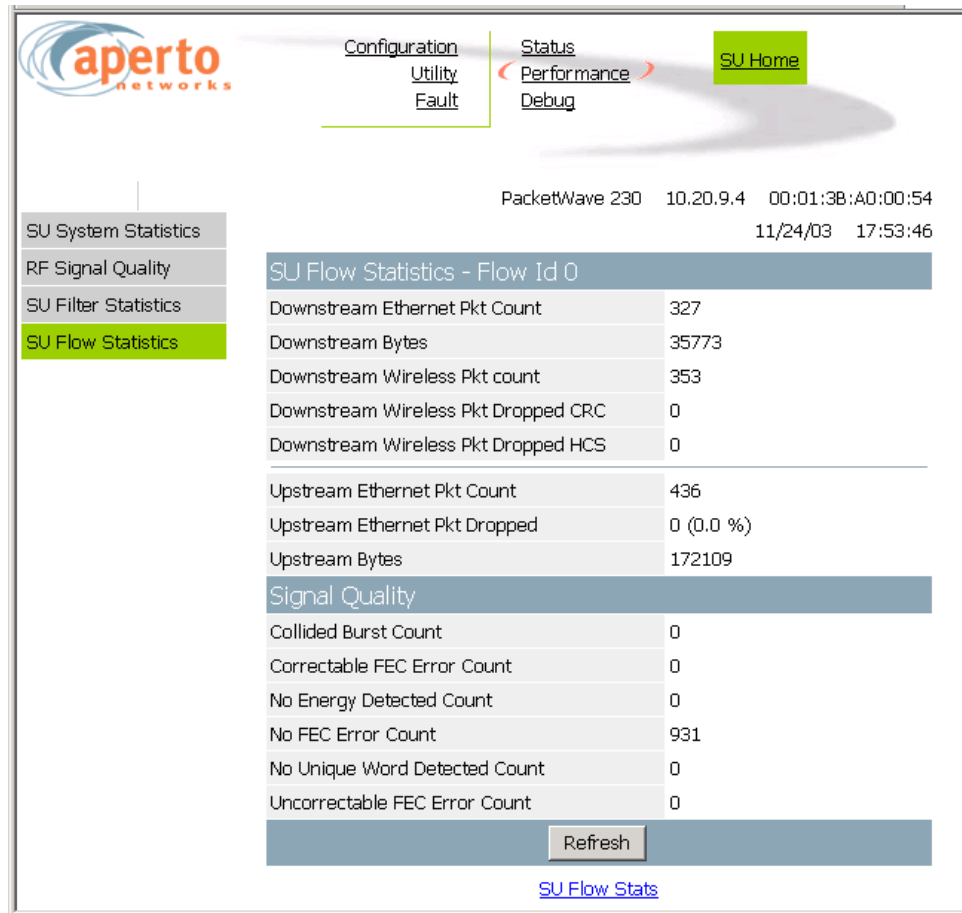 aperto
networks
Configuration
Utility
Fault
Status
( Performance )
Debug
SU Home
PacketWave 230 10.20.9.4 00:01:3B:A0:00:54
11/24/03 17:53:46
SU System Statistics
RF Signal Quality
SU Filter Statistics
SU Flow Statistics
SU Flow Statistics - Flow Id 0
Downstream Ethernet Pkt Count 327
Downstream Bytes 35773
Downstream Wireless Pkt count 353
Downstream Wireless Pkt Dropped CRC 0
Downstream Wireless Pkt Dropped HCS 0
Upstream Ethernet Pkt Count 436
Upstream Ethernet Pkt Dropped 0 (0.0 %)
Upstream Bytes 172109
Signal Quality
Collided Burst Count 0
Correctable FEC Error Count 0
No Energy Detected Count 0
No FEC Error Count 931
No Unique Word Detected Count 0
Uncorrectable FEC Error Count 0
Refresh
SU Flow Stats